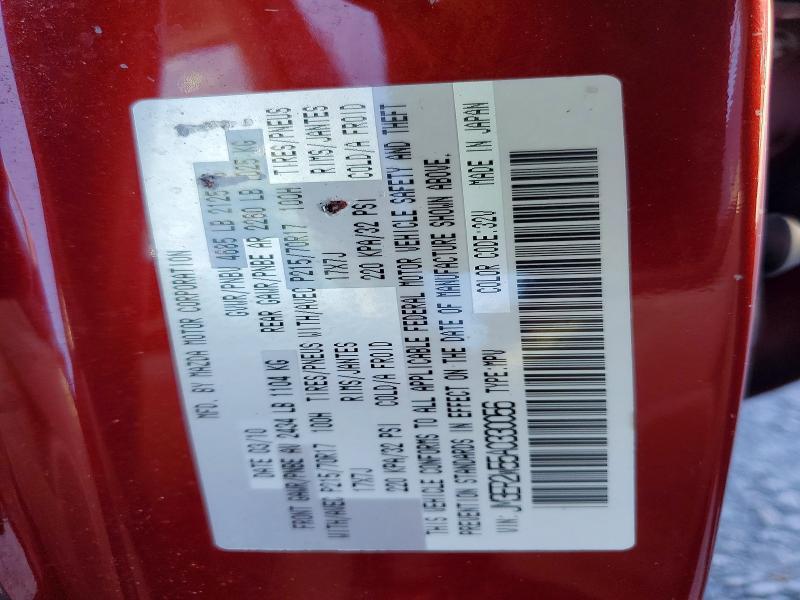 MFD. BY MAZDA MOTOR CORPORATION
DATE 03/10 GVWR/PNBV 4685 LB 2125
FRONT GAWR/PNBE AV 2434 LB 1104 KG REAR GAWR/PNBE AR 2260 LB KG
WITH/AVEC P215/70R17 100H TIRES/PNEUS WITH/AVEC P215/70R17 100H TIRES/PNEUS
17X7J RIMS/JANTES 17X7J RIMS/JANTES
220 KPA/32 PSI COLD/A FROID 220 KPA/32 PSI COLD/A FROID
THIS VEHICLE CONFORMS TO ALL APPLICABLE FEDERAL MOTOR VEHICLE SAFETY AND THEFT
PREVENTION STANDARDS IN EFFECT ON THE DATE OF MANUFACTURE SHOWN ABOVE.
COLOR CODE:32V MADE IN JAPAN
VIN: TYPE:MPV